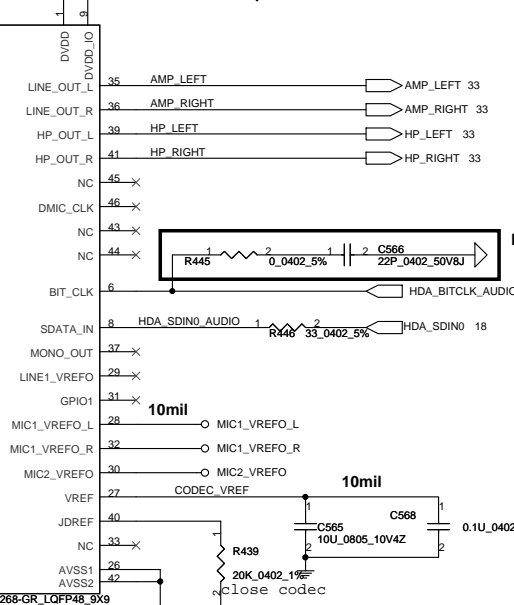 1 9
DVDD
DVDD_IO
LINE_OUT_L 35 AMP_LEFT AMP_LEFT 33
LINE_OUT_R 36 AMP_RIGHT AMP_RIGHT 33
HP_OUT_L 39 HP_LEFT HP_LEFT 33
HP_OUT_R 41 HP_RIGHT HP_RIGHT 33
NC 45
DMIC_CLK 46
NC 43
1 2 1 2 C566
NC 44 R445 0_0402_5% 22P_0402_50V8J
BIT_CLK 6 HDA_BITCLK_AUDIO
SDATA_IN 8 HDA_SDIN0_AUDIO 1 2 HDA_SDIN0 18
R446 33_0402_5%
MONO_OUT 37
LINE1_VREFO 29
GPIO1 31
10mil
MIC1_VREFO_L 28 MIC1_VREFO_L
MIC1_VREFO_R 32 MIC1_VREFO_R
MIC2_VREFO 30 MIC2_VREFO
10mil
VREF 27 CODEC_VREF
1 1
JDREF 40 C565 C568
10U_0805_10V4Z 0.1U_0402
1
NC 33 2 2
R439
AVSS1 26
AVSS2 42 20K_0402_1%
2
close codec
268-GR_LQFP48_9X9